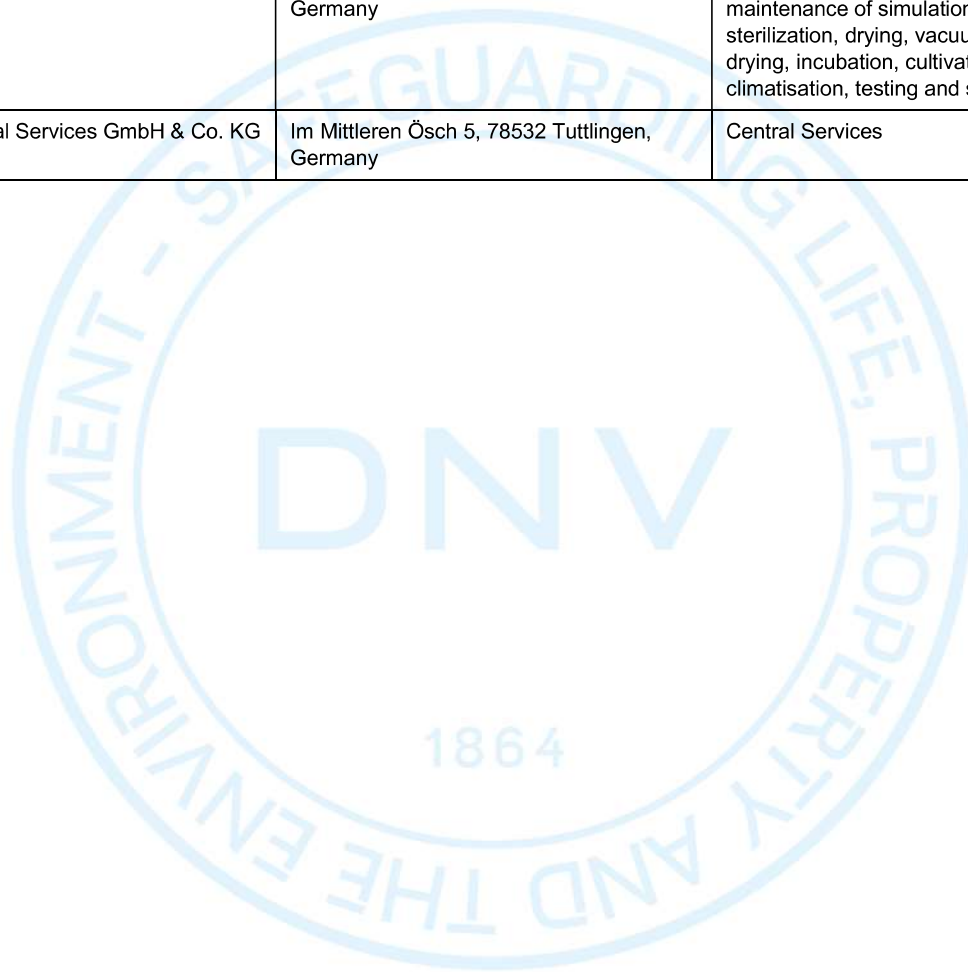 Germany
maintenance of simulation
sterilization, drying, vacuu
drying, incubation, cultivat
climatisation, testing and s
al Services GmbH & Co. KG
Im Mittleren Ösch 5, 78532 Tuttlingen,
Germany
Central Services
SAFEGUARDING LIFE, PROPERTY AND THE ENVIRONMENT -
DNV
1864